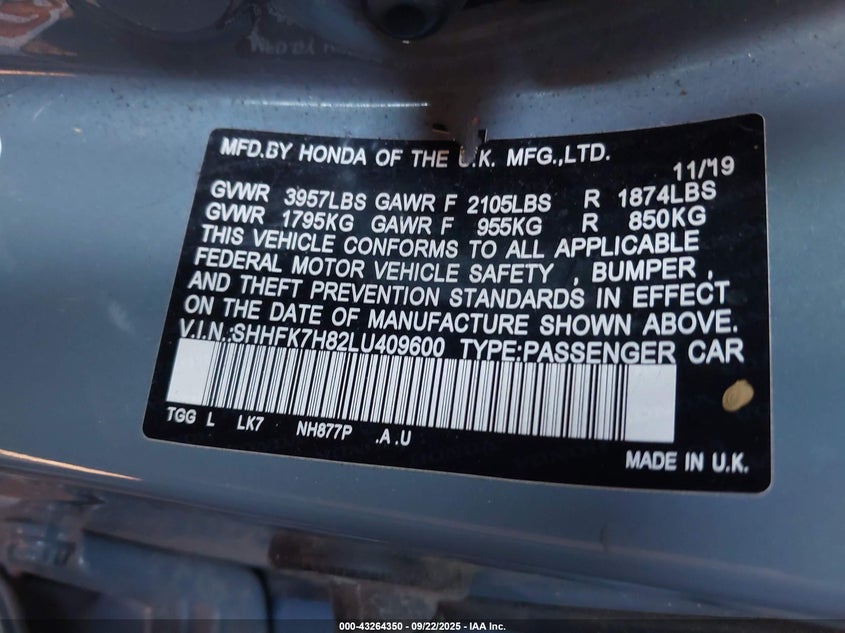 MFD.BY HONDA OF THE U.K. MFG.,LTD.
11/'19
GVWR 3957LBS GAWR F 2105LBS R 1874LBS
GVWR 1795KG GAWR F 955KG R 850KG
THIS VEHICLE CONFORMS TO ALL APPLICABLE
FEDERAL MOTOR VEHICLE SAFETY , BUMPER ,
AND THEFT PREVENTION STANDARDS IN EFFECT
ON THE DATE OF MANUFACTURE SHOWN ABOVE.
V.I.N.:SHHFK7H82LU409600 TYPE:PASSENGER CAR
TGG L LK7 NH877P .A .U
MADE IN U.K.
000-43264350 - 09/22/2025 - IAA Inc.